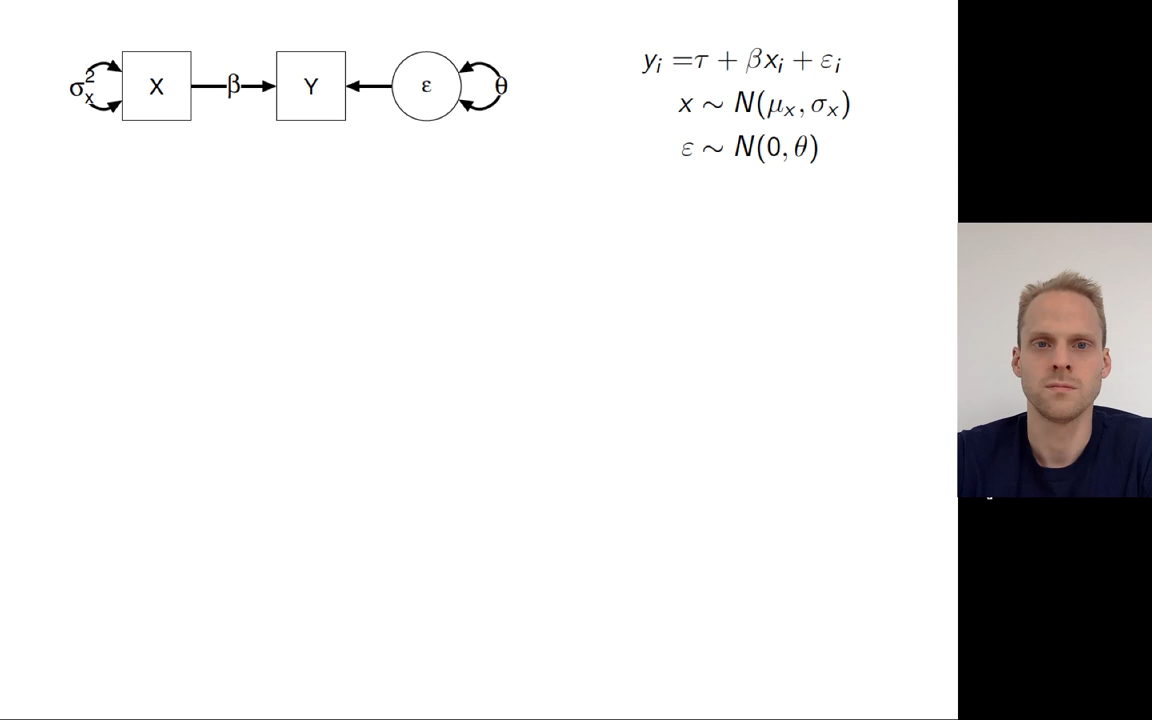 σ²ₓ X β Y ε θ
yᵢ =τ + βxᵢ + εᵢ
x ∼ N(μₓ, σₓ)
ε ∼ N(0, θ)